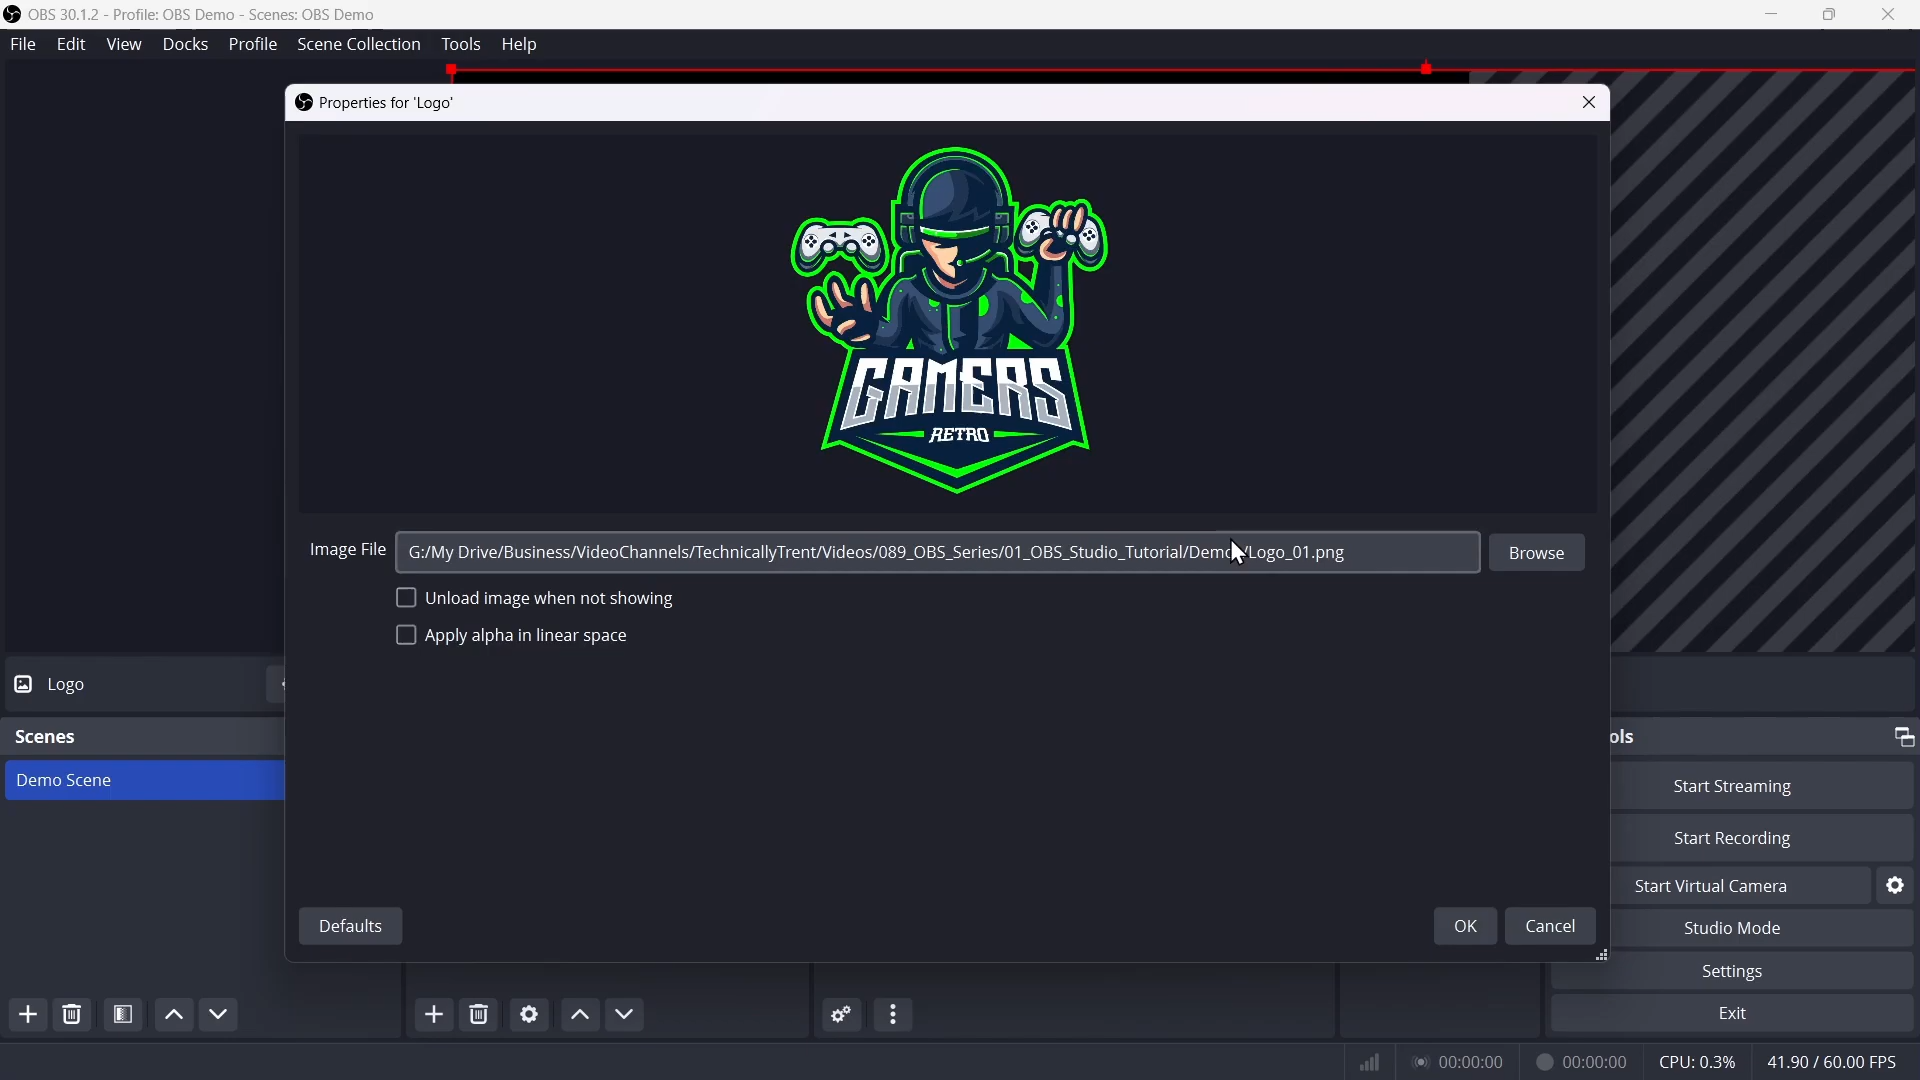 OBS 30.1.2 - Profile: OBS Demo - Scenes: OBS Demo
File Edit View Docks Profile Scene Collection Tools Help
Properties for 'Logo'
GAMERS
RETRO
Image File G:/My Drive/Business/VideoChannels/TechnicallyTrent/Videos/089_OBS_Series/01_OBS_Studio_Tutorial/Demo/Logo_01.png Browse
Unload image when not showing
Apply alpha in linear space
Logo
Scenes
ols
Demo Scene
Start Streaming
Start Recording
Start Virtual Camera
Defaults
OK Cancel
Studio Mode
Settings
Exit
00:00:00 00:00:00 CPU: 0.3% 41.90 / 60.00 FPS